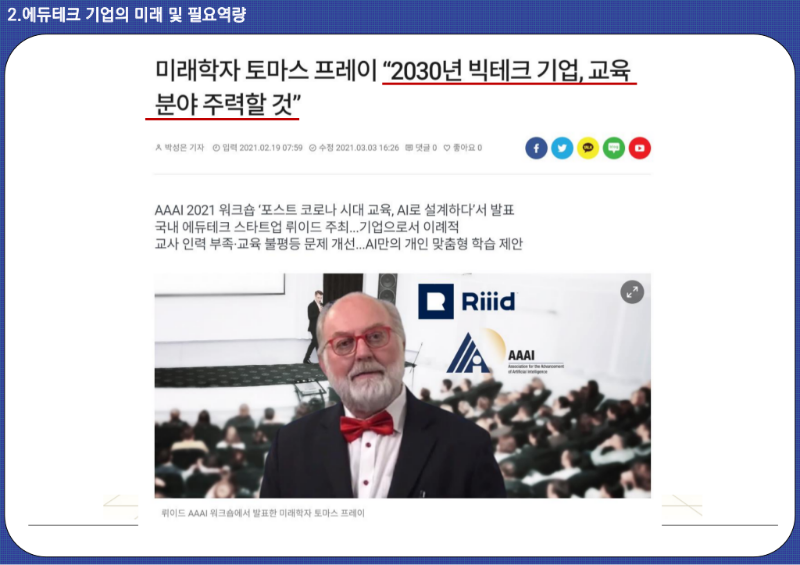 2.에듀테크 기업의 미래 및 필요역량
미래학자 토마스 프레이 “2030년 빅테크 기업, 교육
분야 주력할 것”
박성은 기자 입력 2021.02.19 07:59 수정 2021.03.03 16:26 댓글 0 좋아요 0
AAAI 2021 워크숍 ‘포스트 코로나 시대 교육, AI로 설계하다’서 발표
국내 에듀테크 스타트업 뤼이드 주최...기업으로서 이례적
교사 인력 부족·교육 불평등 문제 개선...AI만의 개인 맞춤형 학습 제안
Riiid
AAAI
Association for the Advancement
of Artificial Intelligence
뤼이드 AAAI 워크숍에서 발표한 미래학자 토마스 프레이